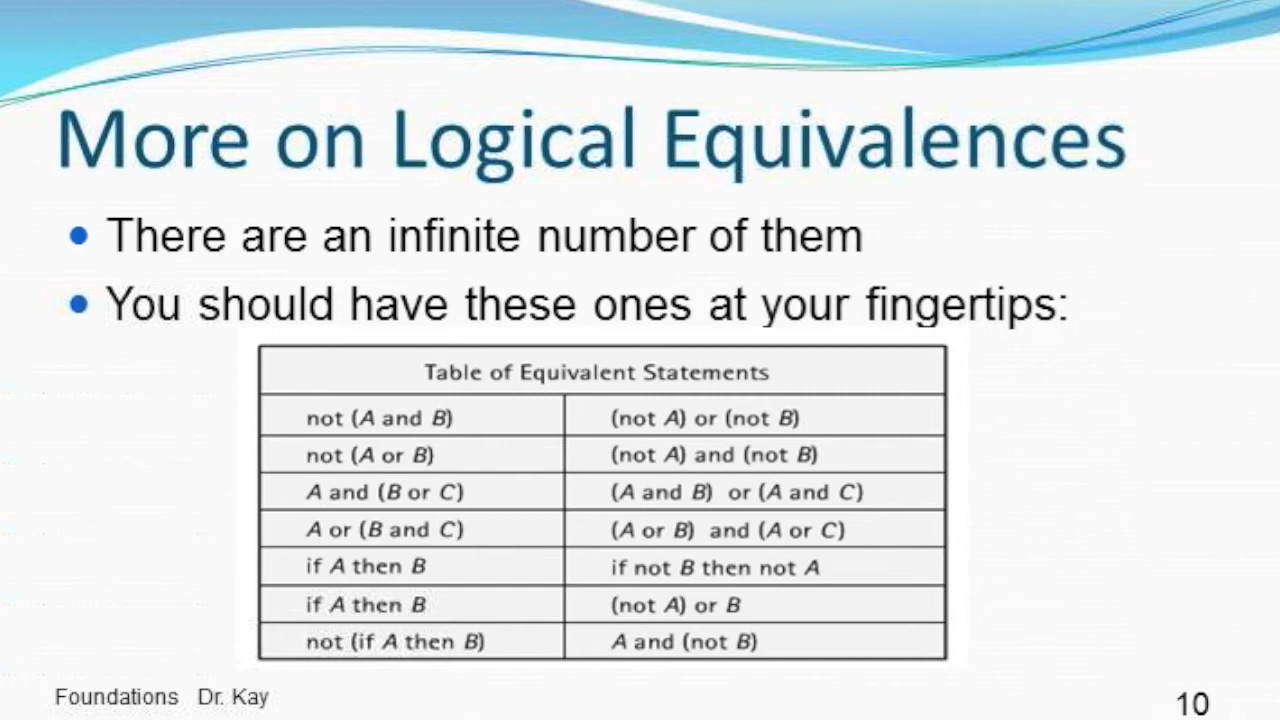 More on Logical Equivalences
There are an infinite number of them
You should have these ones at your fingertips:
Table of Equivalent Statements
not (A and B) (not A) or (not B)
not (A or B) (not A) and (not B)
A and (B or C) (A and B) or (A and C)
A or (B and C) (A or B) and (A or C)
if A then B if not B then not A
if A then B (not A) or B
not (if A then B) A and (not B)
Foundations Dr. Kay
10